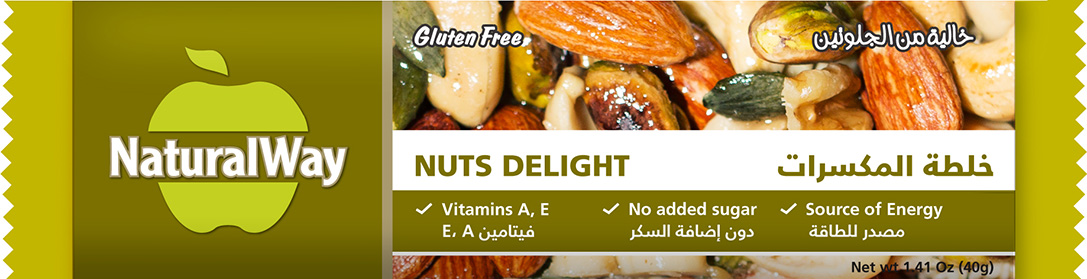 Gluten Free
خالية من الجلوتين
NaturalWay
NUTS DELIGHT
خلطة المكسرات
✓ Vitamins A, E
فيتامين E، A
✓ No added sugar
دون إضافة السكر
✓ Source of Energy
مصدر للطاقة
Net wt 1.41 Oz (40g)